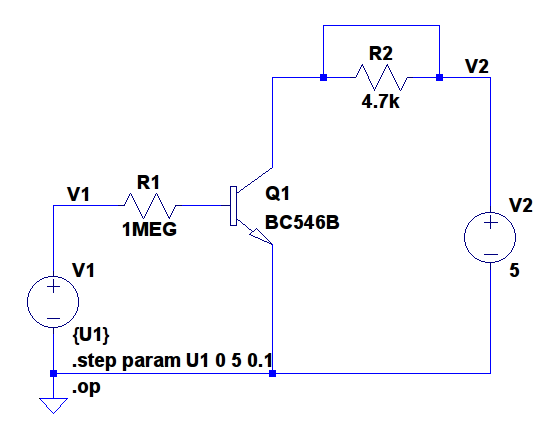 R2
V2
4.7k
R1
V1
Q1
1MEG
BC546B
V2
V1
5
{U1}
.step param U1 0 5 0.1
.op